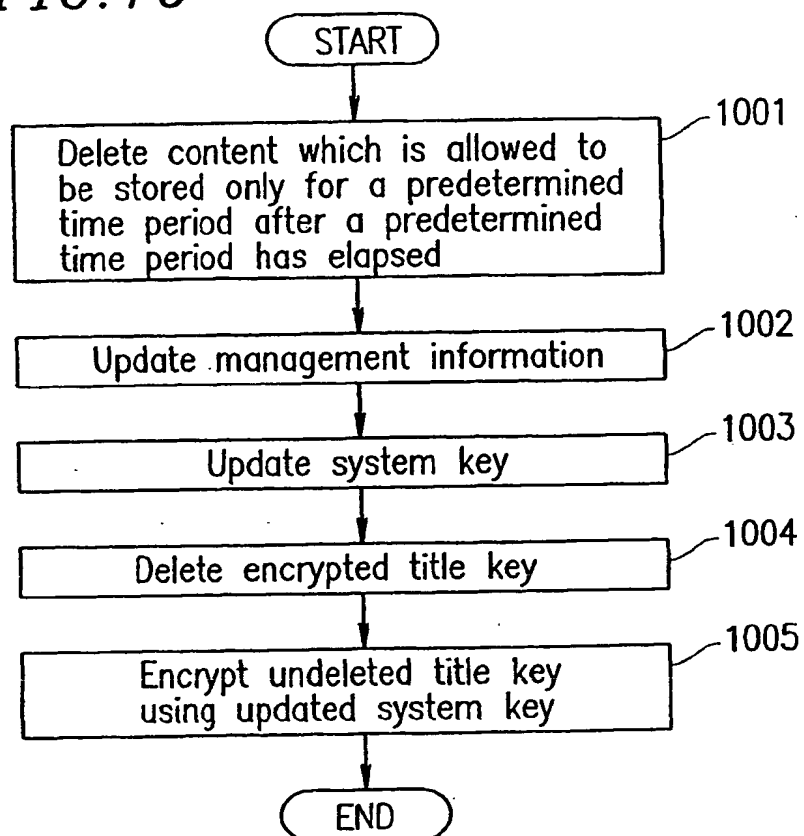 START
1001
Delete content which is allowed to
be stored only for a predetermined
time period after a predetermined
time period has elapsed
1002
Update management information
1003
Update system key
1004
Delete encrypted title key
1005
Encrypt undeleted title key
using updated system key
END